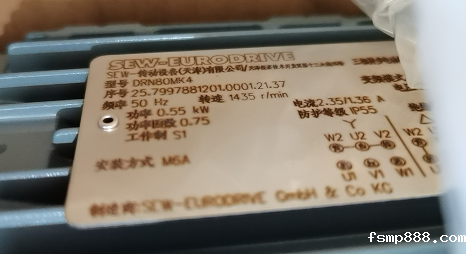 SEW-EURODRIVE
SEW-传动设备(天津)有限公司/
型号 DRN80MK4
序号 25.7997881201.0001.21.37
频率 50 Hz 转速 1435 r/min
功率 0.55 kW 电流 2.35/1.36 A
功率因数 0.75 防护等级 IP55
工作制 S1
W2 U2 V2
U1 V1 W1
安装方式 M6A
制造商:SEW-EURODRIVE GmbH & Co KG
fsmp888.com